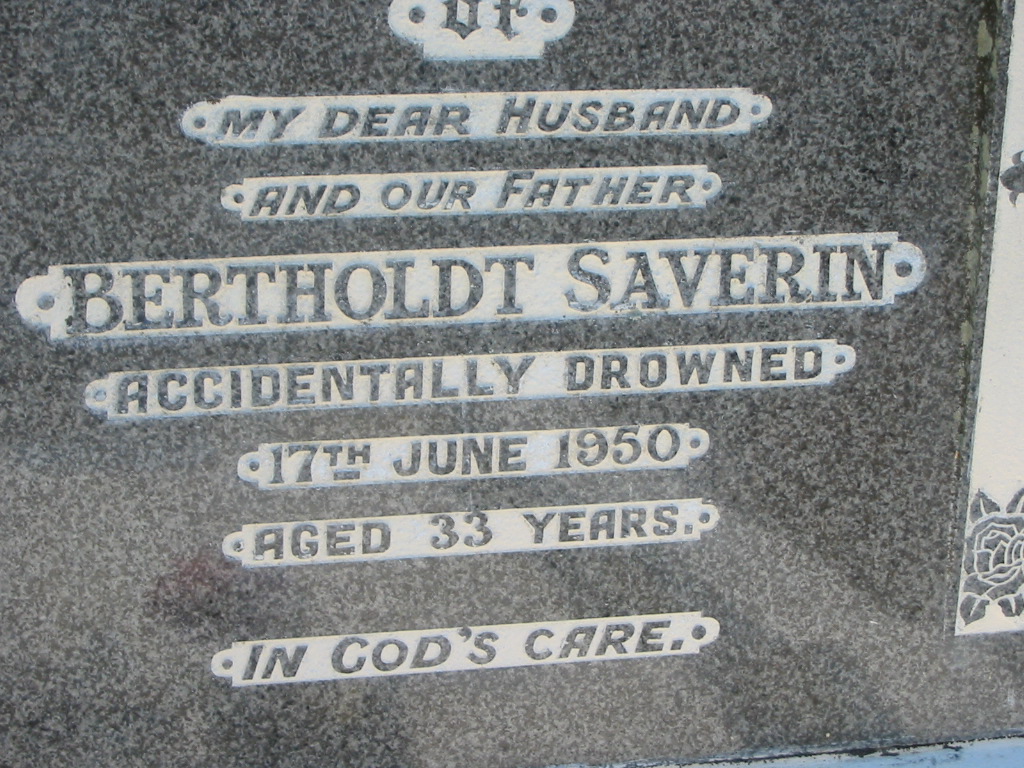 of
MY DEAR HUSBAND
AND OUR FATHER
BERTHOLDT SAVERIN
ACCIDENTALLY DROWNED
17TH JUNE 1950
AGED 33 YEARS.
IN GOD'S CARE.